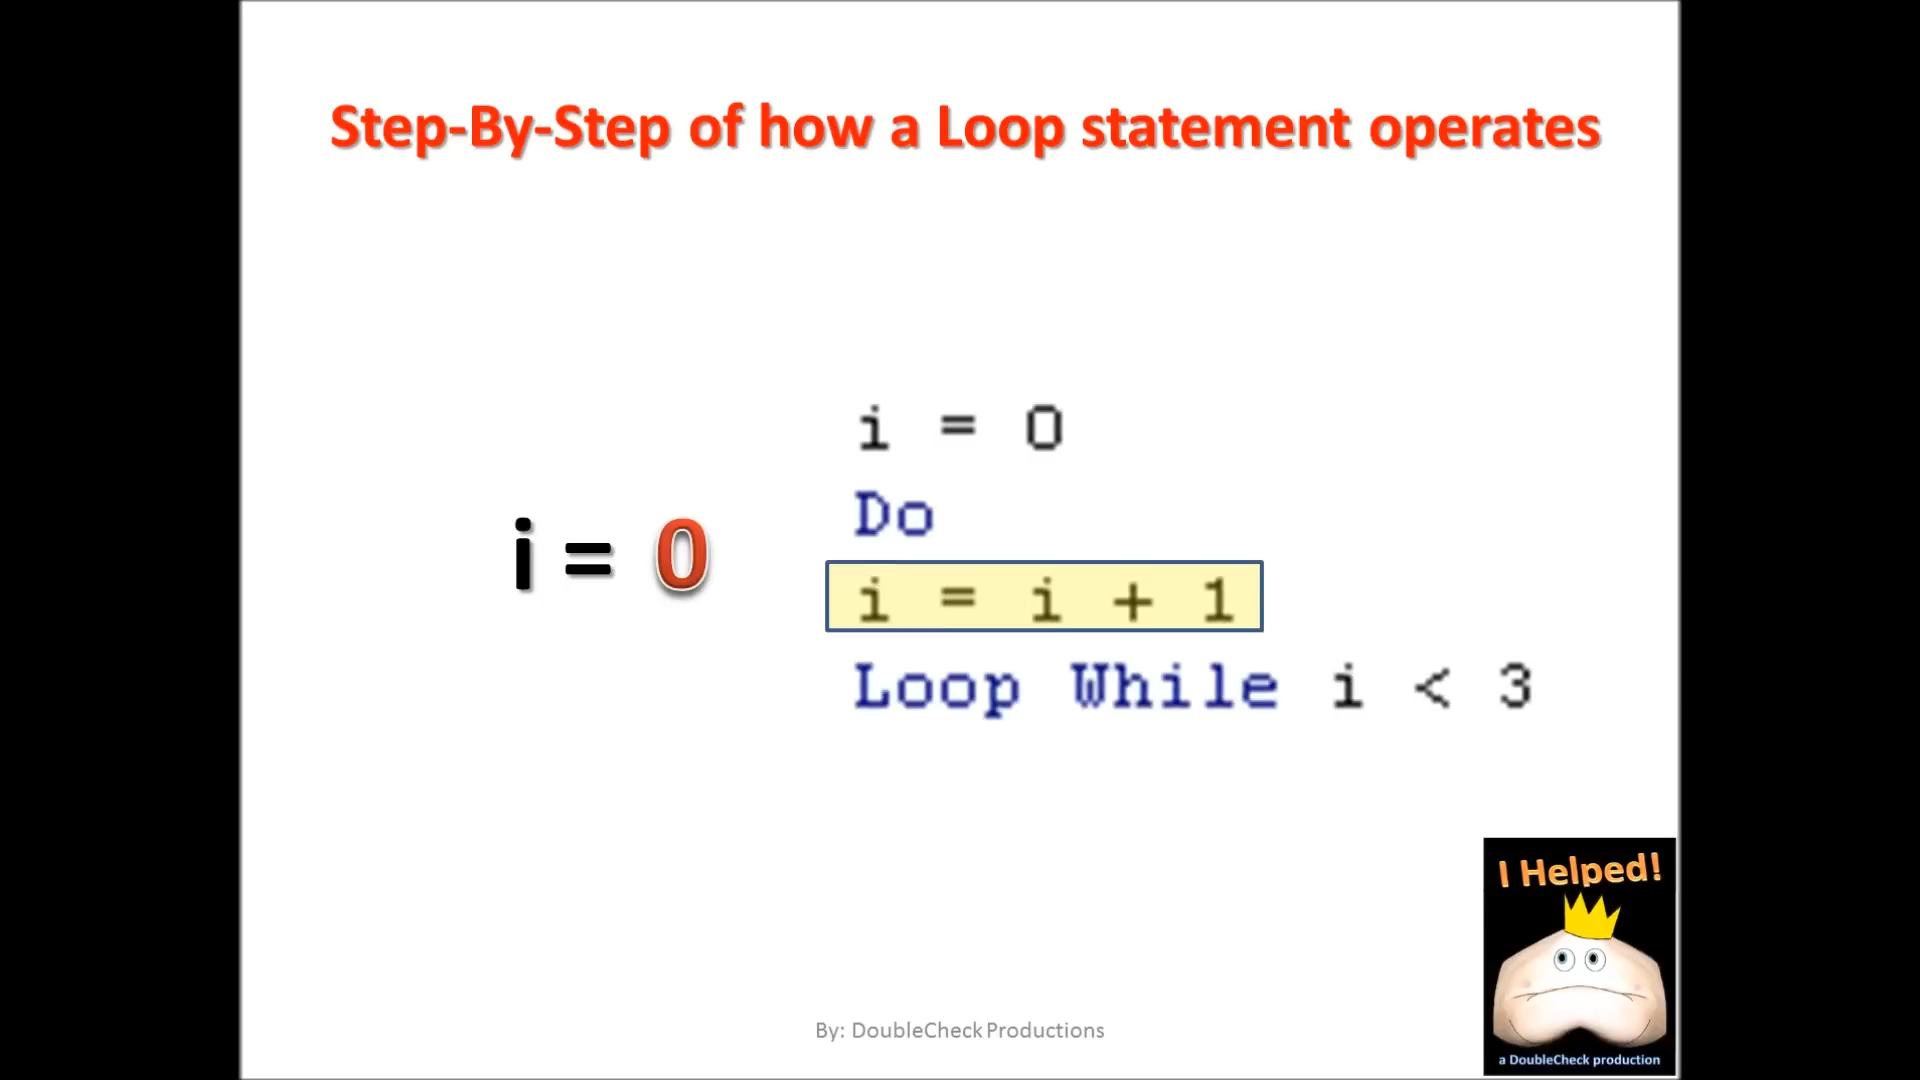 Step-By-Step of how a Loop statement operates
i = 0
Do
i = 0
i = i + 1
Loop While i < 3
I Helped!
a DoubleCheck production
By: DoubleCheck Productions